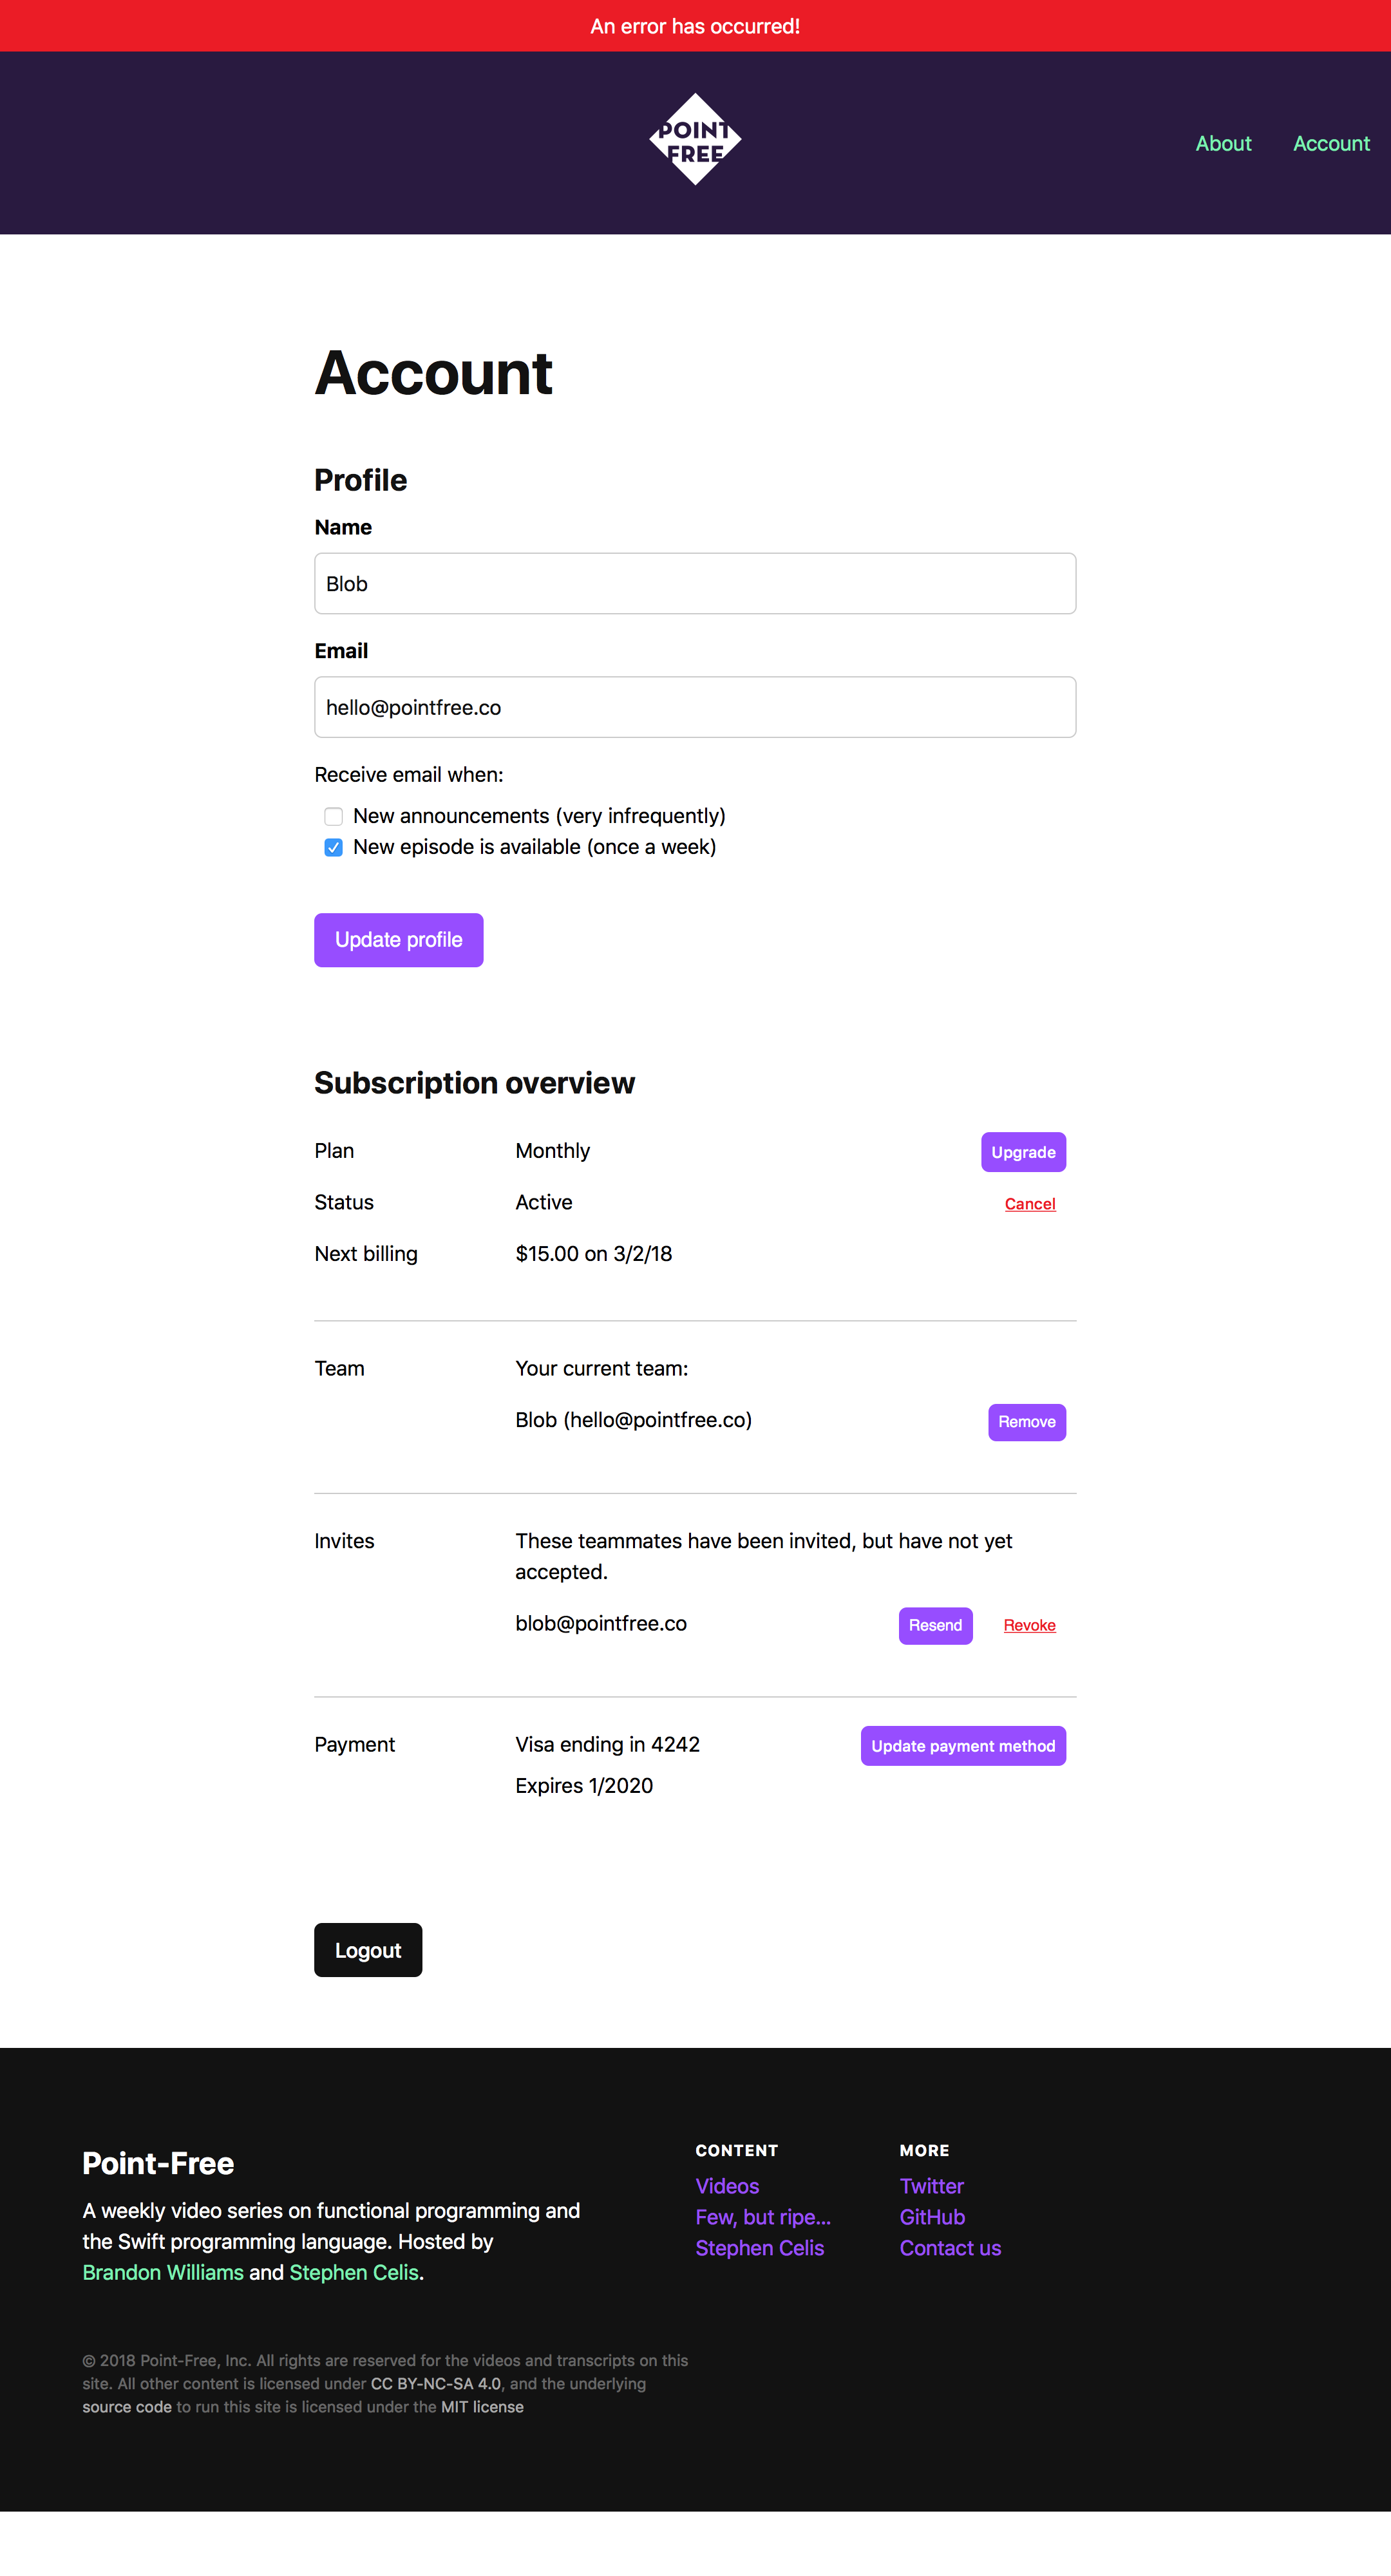 An error has occurred!
POINT
FREE
About Account
Account
Profile
Name
Blob
Email
hello@pointfree.co
Receive email when:
New announcements (very infrequently)
New episode is available (once a week)
Update profile
Subscription overview
Plan Monthly Upgrade
Status Active Cancel
Next billing $15.00 on 3/2/18
Team Your current team:
Blob (hello@pointfree.co) Remove
Invites These teammates have been invited, but have not yet
accepted.
blob@pointfree.co Resend Revoke
Payment Visa ending in 4242 Update payment method
Expires 1/2020
Logout
Point-Free
A weekly video series on functional programming and
the Swift programming language. Hosted by
Brandon Williams and Stephen Celis.
CONTENT
Videos
Few, but ripe...
Stephen Celis
MORE
Twitter
GitHub
Contact us
© 2018 Point-Free, Inc. All rights are reserved for the videos and transcripts on this
site. All other content is licensed under CC BY-NC-SA 4.0, and the underlying
source code to run this site is licensed under the MIT license